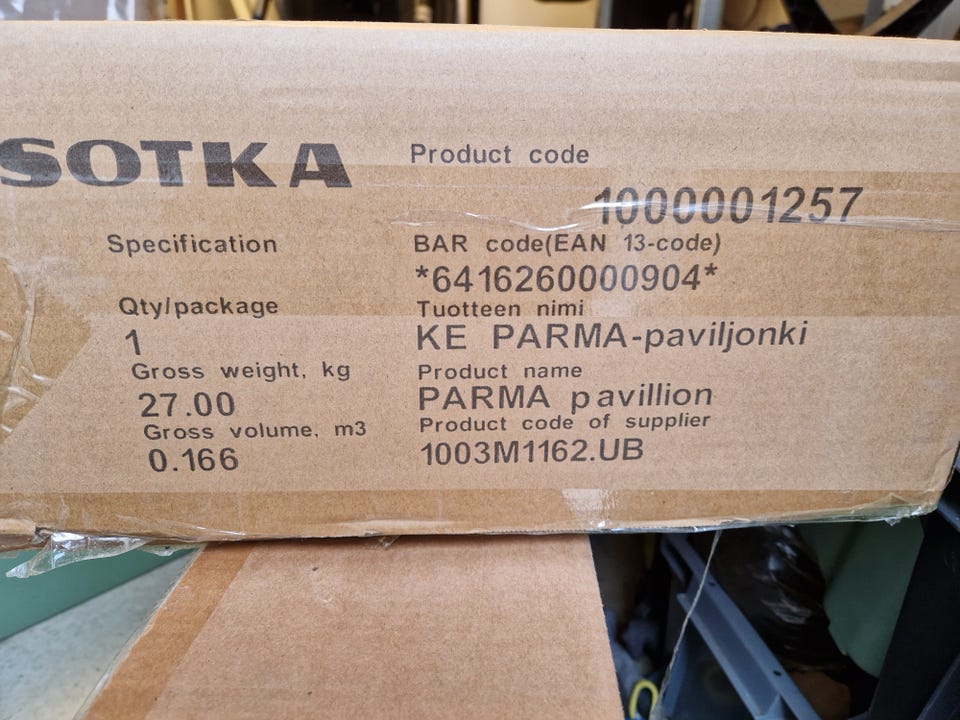 SOTKA
Product code
1000001257
Specification
BAR code(EAN 13-code)
*6416260000904*
Qty/package
Tuotteen nimi
1
KE PARMA-paviljonki
Gross weight, kg
Product name
27.00
PARMA pavillion
Gross volume, m3
Product code of supplier
0.166
1003M1162.UB